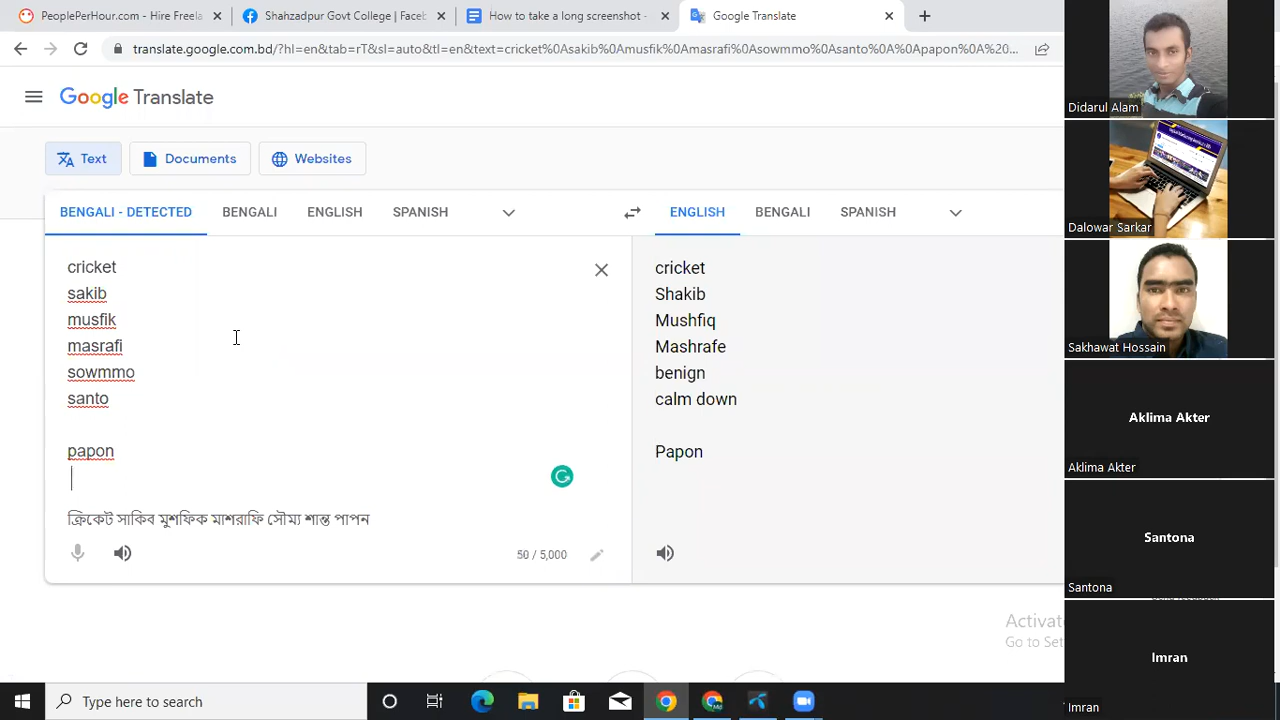 PeoplePerHour.com - Hire Freela
Shahzadpur Govt College | Faceb
How to take a long screenshot -
Google Translate
translate.google.com.bd/?hl=en&tab=rT&sl=auto&tl=en&text=cricket%0Asakib%0Amusfik%0Amasrafi%0Asowmmo%0Asanto%0A%0Apapon%0A%20...
Google Translate
Text
Documents
Websites
BENGALI - DETECTED
BENGALI
ENGLISH
SPANISH
ENGLISH
BENGALI
SPANISH
cricket
sakib
musfik
masrafi
sowmmo
santo
papon
ক্রিকেট সাকিব মুশফিক মাশরাফি সৌম্য শান্ত পাপন
50 / 5,000
cricket
Shakib
Mushfiq
Mashrafe
benign
calm down
Papon
Activat
Go to Set
Didarul Alam
Dalowar Sarkar
Sakhawat Hossain
Aklima Akter
Aklima Akter
Santona
Santona
Imran
Imran
Type here to search